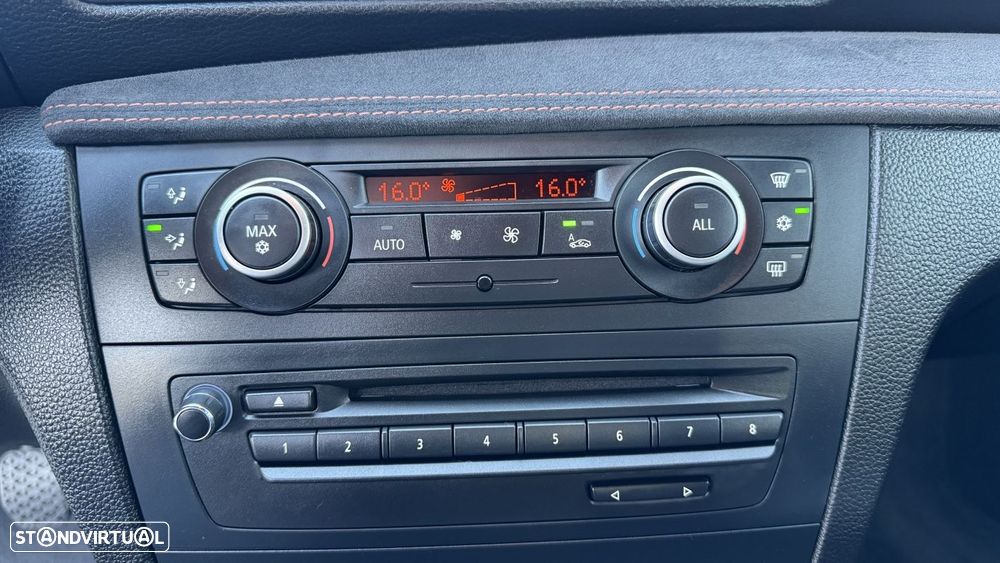 16.0° 16.0°
MAX
AUTO
A
ALL
1 2 3 4 5 6 7 8
STANDVIRTUAL